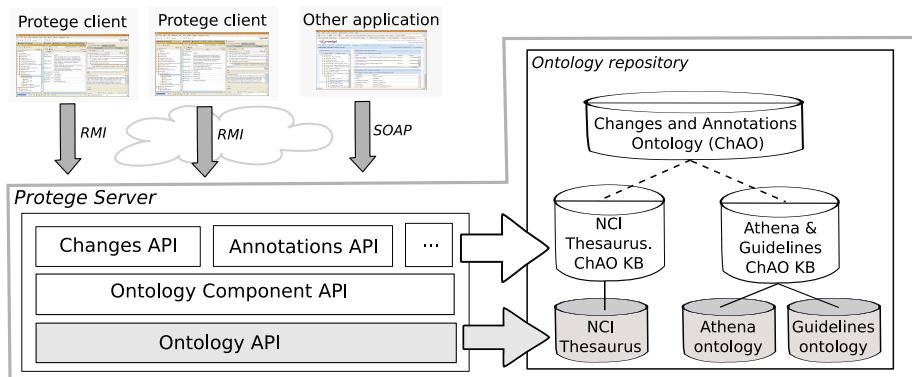 Protege client
Protege client
Other application
RMI
RMI
SOAP
Ontology repository
Changes and Annotations
Ontology (ChAO)
NCI
Thesaurus.
ChAO KB
Athena &
Guidelines
ChAO KB
NCI
Thesaurus
Athena
ontology
Guidelines
ontology
Protege Server
Changes API
Annotations API
...
Ontology Component API
Ontology API